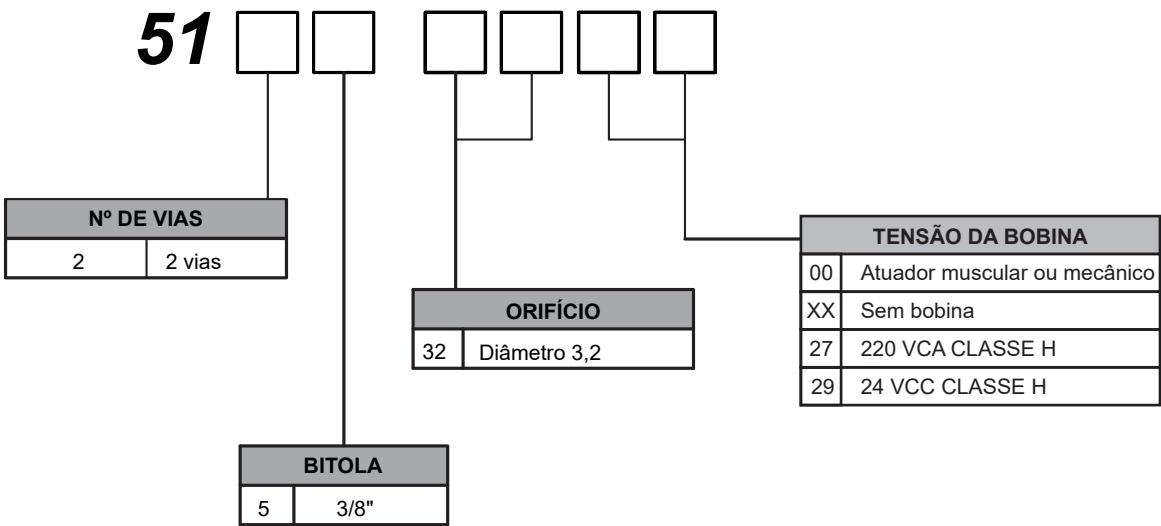 51
Nº DE VIAS
2 2 vias
TENSÃO DA BOBINA
00 Atuador muscular ou mecânico
XX Sem bobina
27 220 VCA CLASSE H
29 24 VCC CLASSE H
ORIFÍCIO
32 Diâmetro 3,2
BITOLA
5 3/8"